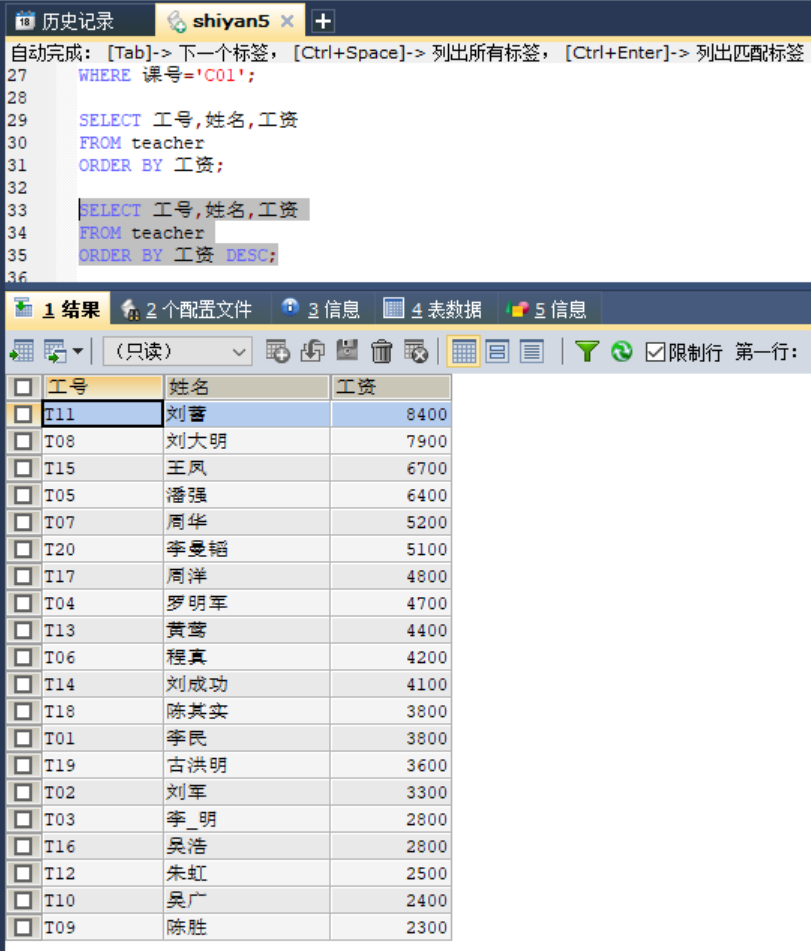 18 历史记录 shiyan5
自动完成: [Tab]-> 下一个标签， [Ctrl+Space]-> 列出所有标签， [Ctrl+Enter]-> 列出匹配标签
27 WHERE 课号='C01';
28
29 SELECT 工号,姓名,工资
30 FROM teacher
31 ORDER BY 工资;
32
33 SELECT 工号,姓名,工资
34 FROM teacher
35 ORDER BY 工资 DESC;
36
1 结果 2 个配置文件 3 信息 4 表数据 5 信息
（只读） 限制行 第一行:
工号 姓名 工资
T11 刘蕾 8400
T08 刘大明 7900
T15 王凤 6700
T05 潘强 6400
T07 周华 5200
T20 李曼韬 5100
T17 周洋 4800
T04 罗明军 4700
T13 黄莺 4400
T06 程真 4200
T14 刘成功 4100
T18 陈其实 3800
T01 李民 3800
T19 古洪明 3600
T02 刘军 3300
T03 李_明 2800
T16 吴浩 2800
T12 朱虹 2500
T10 吴广 2400
T09 陈胜 2300